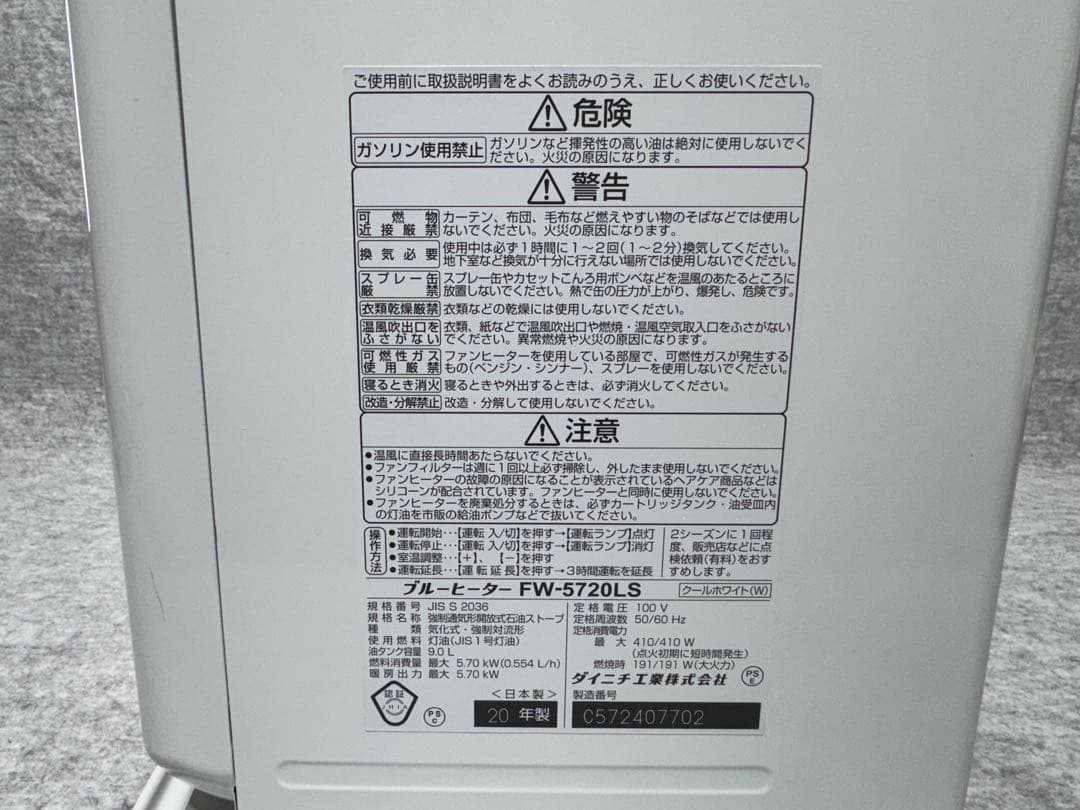 ご使用前に取扱説明書をよくお読みのうえ、正しくお使いください。
危険
ガソリン使用禁止
ガソリンなど揮発性の高い油は絶対に使用しないでく
ださい。火災の原因になります。
警告
可燃物
近接厳禁
カーテン、布団、毛布など燃えやすい物のそばなどでは使用し
ないでください。火災の原因になります。
換気必要
使用中は必ず1時間に1〜2回(1〜2分)換気してください。
地下室など換気が十分に行えない場所では使用しないでください。
スプレー缶
厳禁
スプレー缶やカセットこんろ用ボンベなどを温風のあたるところに
放置しないでください。熱で缶の圧力が上がり、爆発し、危険です。
衣類乾燥厳禁
衣類などの乾燥には使用しないでください。
温風吹出口を
ふさがない
衣類、紙などで温風吹出口や燃焼・温風空気取入口をふさがない
でください。異常燃焼や火災の原因になります。
可燃性ガス
使用厳禁
ファンヒーターを使用している部屋で、可燃性ガスが発生する
もの(ベンジン・シンナー)、スプレーを使用しないでください。
寝るとき消火
寝るときや外出するときは、必ず消火してください。
改造・分解禁止
改造・分解して使用しないでください。
注意
●温風に直接長時間あたらないでください。
●ファンフィルターは週に1回以上必ず掃除し、外したまま使用しないでください。
●ファンヒーターの故障の原因になることが表示されているヘアケア商品などは
シリコーンが配合されています。ファンヒーターと同時に使用しないでください。
●ファンヒーターを廃棄処分するときは、必ずカートリッジタンク・油受皿内
の灯油を市販の給油ポンプなどで抜いてください。
操作方法
●運転開始…【運転 入/切】を押す→【運転ランプ】点灯
●運転停止…【運転 入/切】を押す→【運転ランプ】消灯
●室温調整…【+】、【−】を押す
●運転延長…【運転延長】を押す→3時間運転を延長
2シーズンに1回程
度、販売店などに点
検依頼(有料)をおす
すめします。
ブルーヒーター FW-5720LS
クールホワイト(W)
規格番号 JIS S 2036
規格名称 強制通気形開放式石油ストーブ
種類 気化式・強制対流形
使用燃料 灯油(JIS1号灯油)
油タンク容量 9.0 L
燃料消費量 最大 5.70 kW(0.554 L/h)
暖房出力 最大 5.70 kW
定格電圧 100 V
定格周波数 50/60 Hz
定格消費電力
最大 410/410 W
(点火初期に短時間発生)
燃焼時 191/191 W(大火力)
ダイニチ工業株式会社
PSE
認証
JHIA
PSC
<日本製>
20 年製
製造番号
C572407702